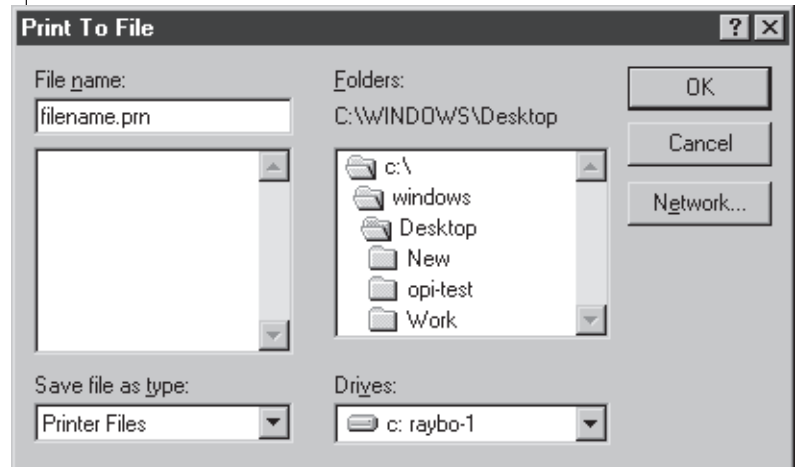 Print To File
File name:
filename.prn
Folders:
C:\WINDOWS\Desktop
c:\
windows
Desktop
New
opi-test
Work
OK
Cancel
Network...
Save file as type:
Printer Files
Drives:
c: raybo-1